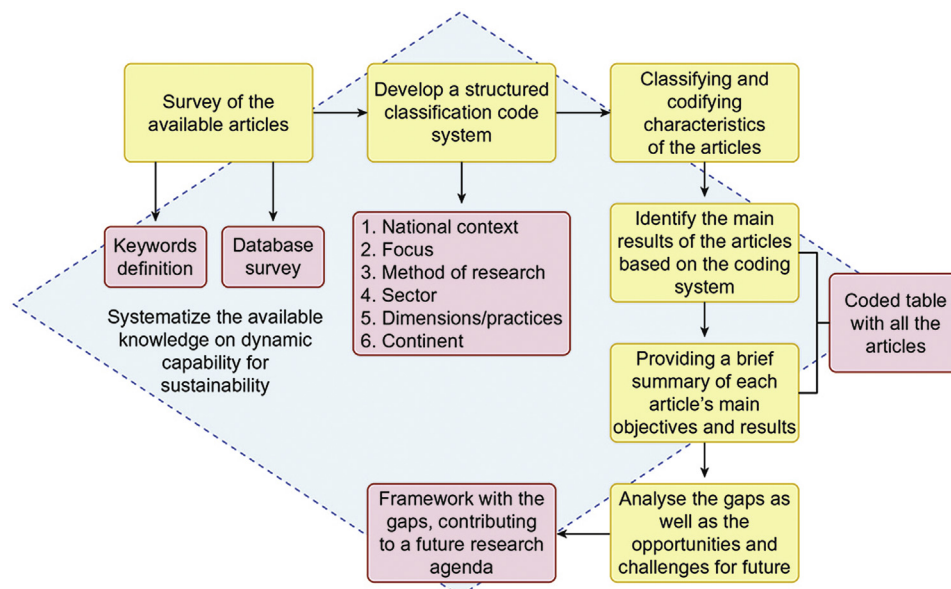 Survey of the
available articles
Develop a structured
classification code
system
Classifying and
codifying
characteristics
of the articles
Keywords
definition
Database
survey
1. National context
2. Focus
3. Method of research
4. Sector
5. Dimensions/practices
6. Continent
Identify the main
results of the articles
based on the coding
system
Systematize the available
knowledge on dynamic
capability for
sustainability
Coded table
with all the
articles
Providing a brief
summary of each
article's main
objectives and results
Framework with the
gaps, contributing
to a future research
agenda
Analyse the gaps as
well as the
opportunities and
challenges for future